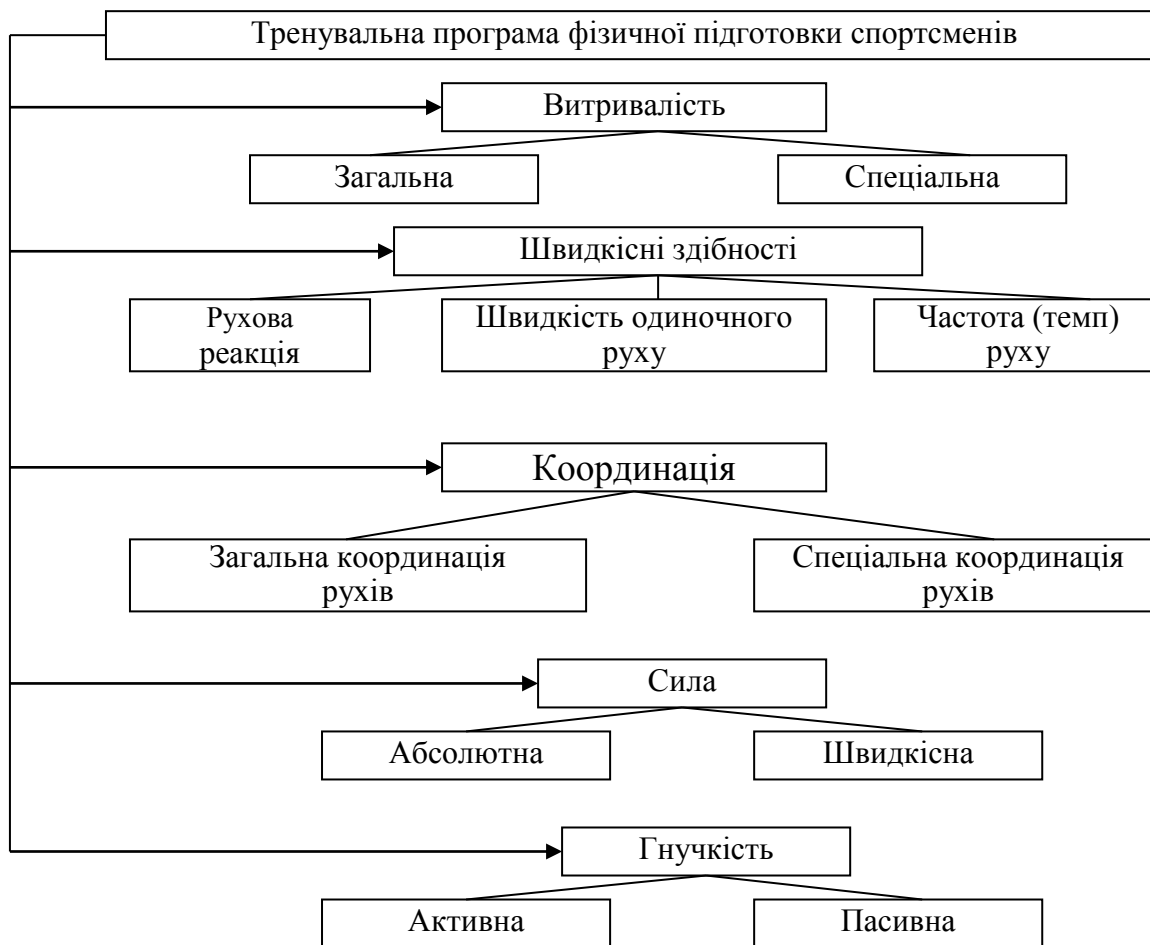 Тренувальна програма фізичної підготовки спортсменів
Витривалість
Загальна
Спеціальна
Швидкісні здібності
Рухова
реакція
Швидкість одиночного
руху
Частота (темп)
руху
Координація
Загальна координація
рухів
Спеціальна координація
рухів
Сила
Абсолютна
Швидкісна
Гнучкість
Активна
Пасивна